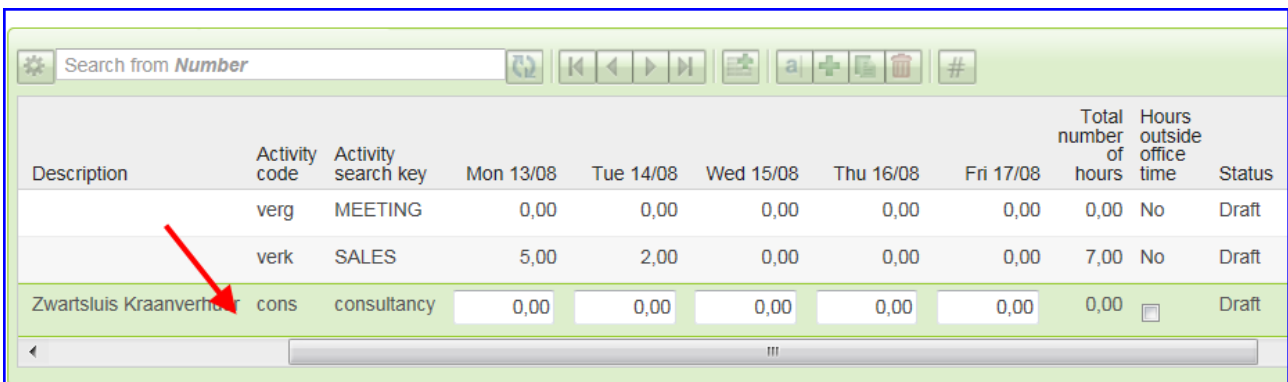 Search from Number
a
#
Total Hours
number outside
Activity Activity of office
Description code search key Mon 13/08 Tue 14/08 Wed 15/08 Thu 16/08 Fri 17/08 hours time Status
verg MEETING 0,00 0,00 0,00 0,00 0,00 0,00 No Draft
verk SALES 5,00 2,00 0,00 0,00 0,00 7,00 No Draft
Zwartsluis cons consultancy 0,00 0,00 0,00 0,00 0,00 0,00 Draft